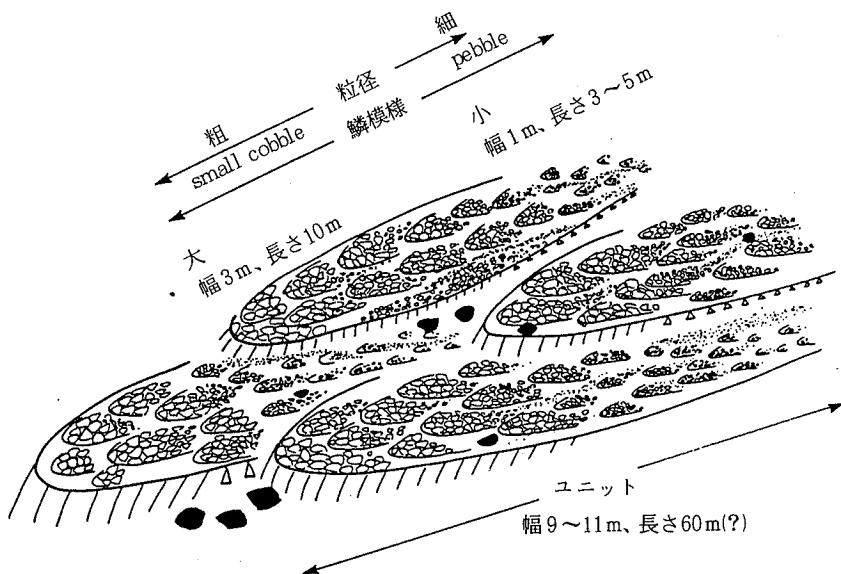 粗 粒径 細
small cobble 鱗模様 pebble
大
幅3m、長さ10m
小
幅1m、長さ3〜5m
ユニット
幅9〜11m、長さ60m(?)